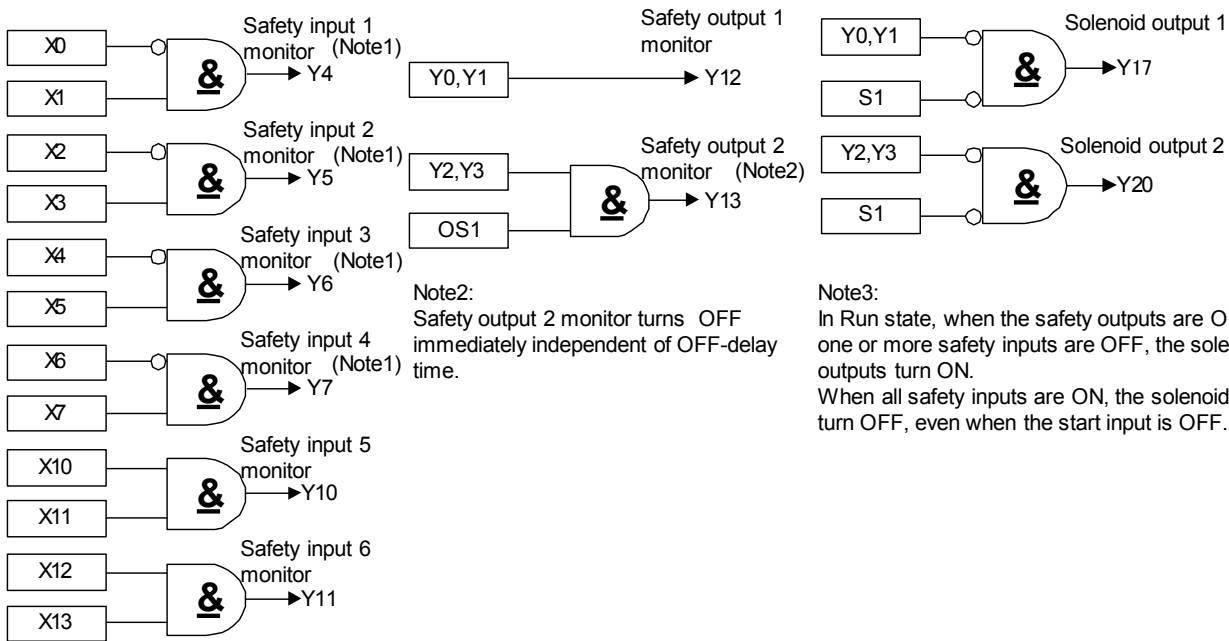 Safety input 1
monitor (Note1)
X0
&
Y4
X1
Safety input 2
monitor (Note1)
X2
&
Y5
X3
Safety input 3
monitor (Note1)
X4
&
Y6
X5
Safety input 4
monitor (Note1)
X6
&
Y7
X7
Safety input 5
monitor
X10
&
Y10
X11
Safety input 6
monitor
X12
&
Y11
X13
Safety output 1
monitor
Y0,Y1
Y12
Safety output 2
monitor (Note2)
Y2,Y3
&
Y13
OS1
Note2:
Safety output 2 monitor turns OFF
immediately independent of OFF-delay
time.
Solenoid output 1
Y0,Y1
&
Y17
S1
Solenoid output 2
Y2,Y3
&
Y20
S1
Note3:
In Run state, when the safety outputs are O
one or more safety inputs are OFF, the sole
outputs turn ON.
When all safety inputs are ON, the solenoid
turn OFF, even when the start input is OFF.